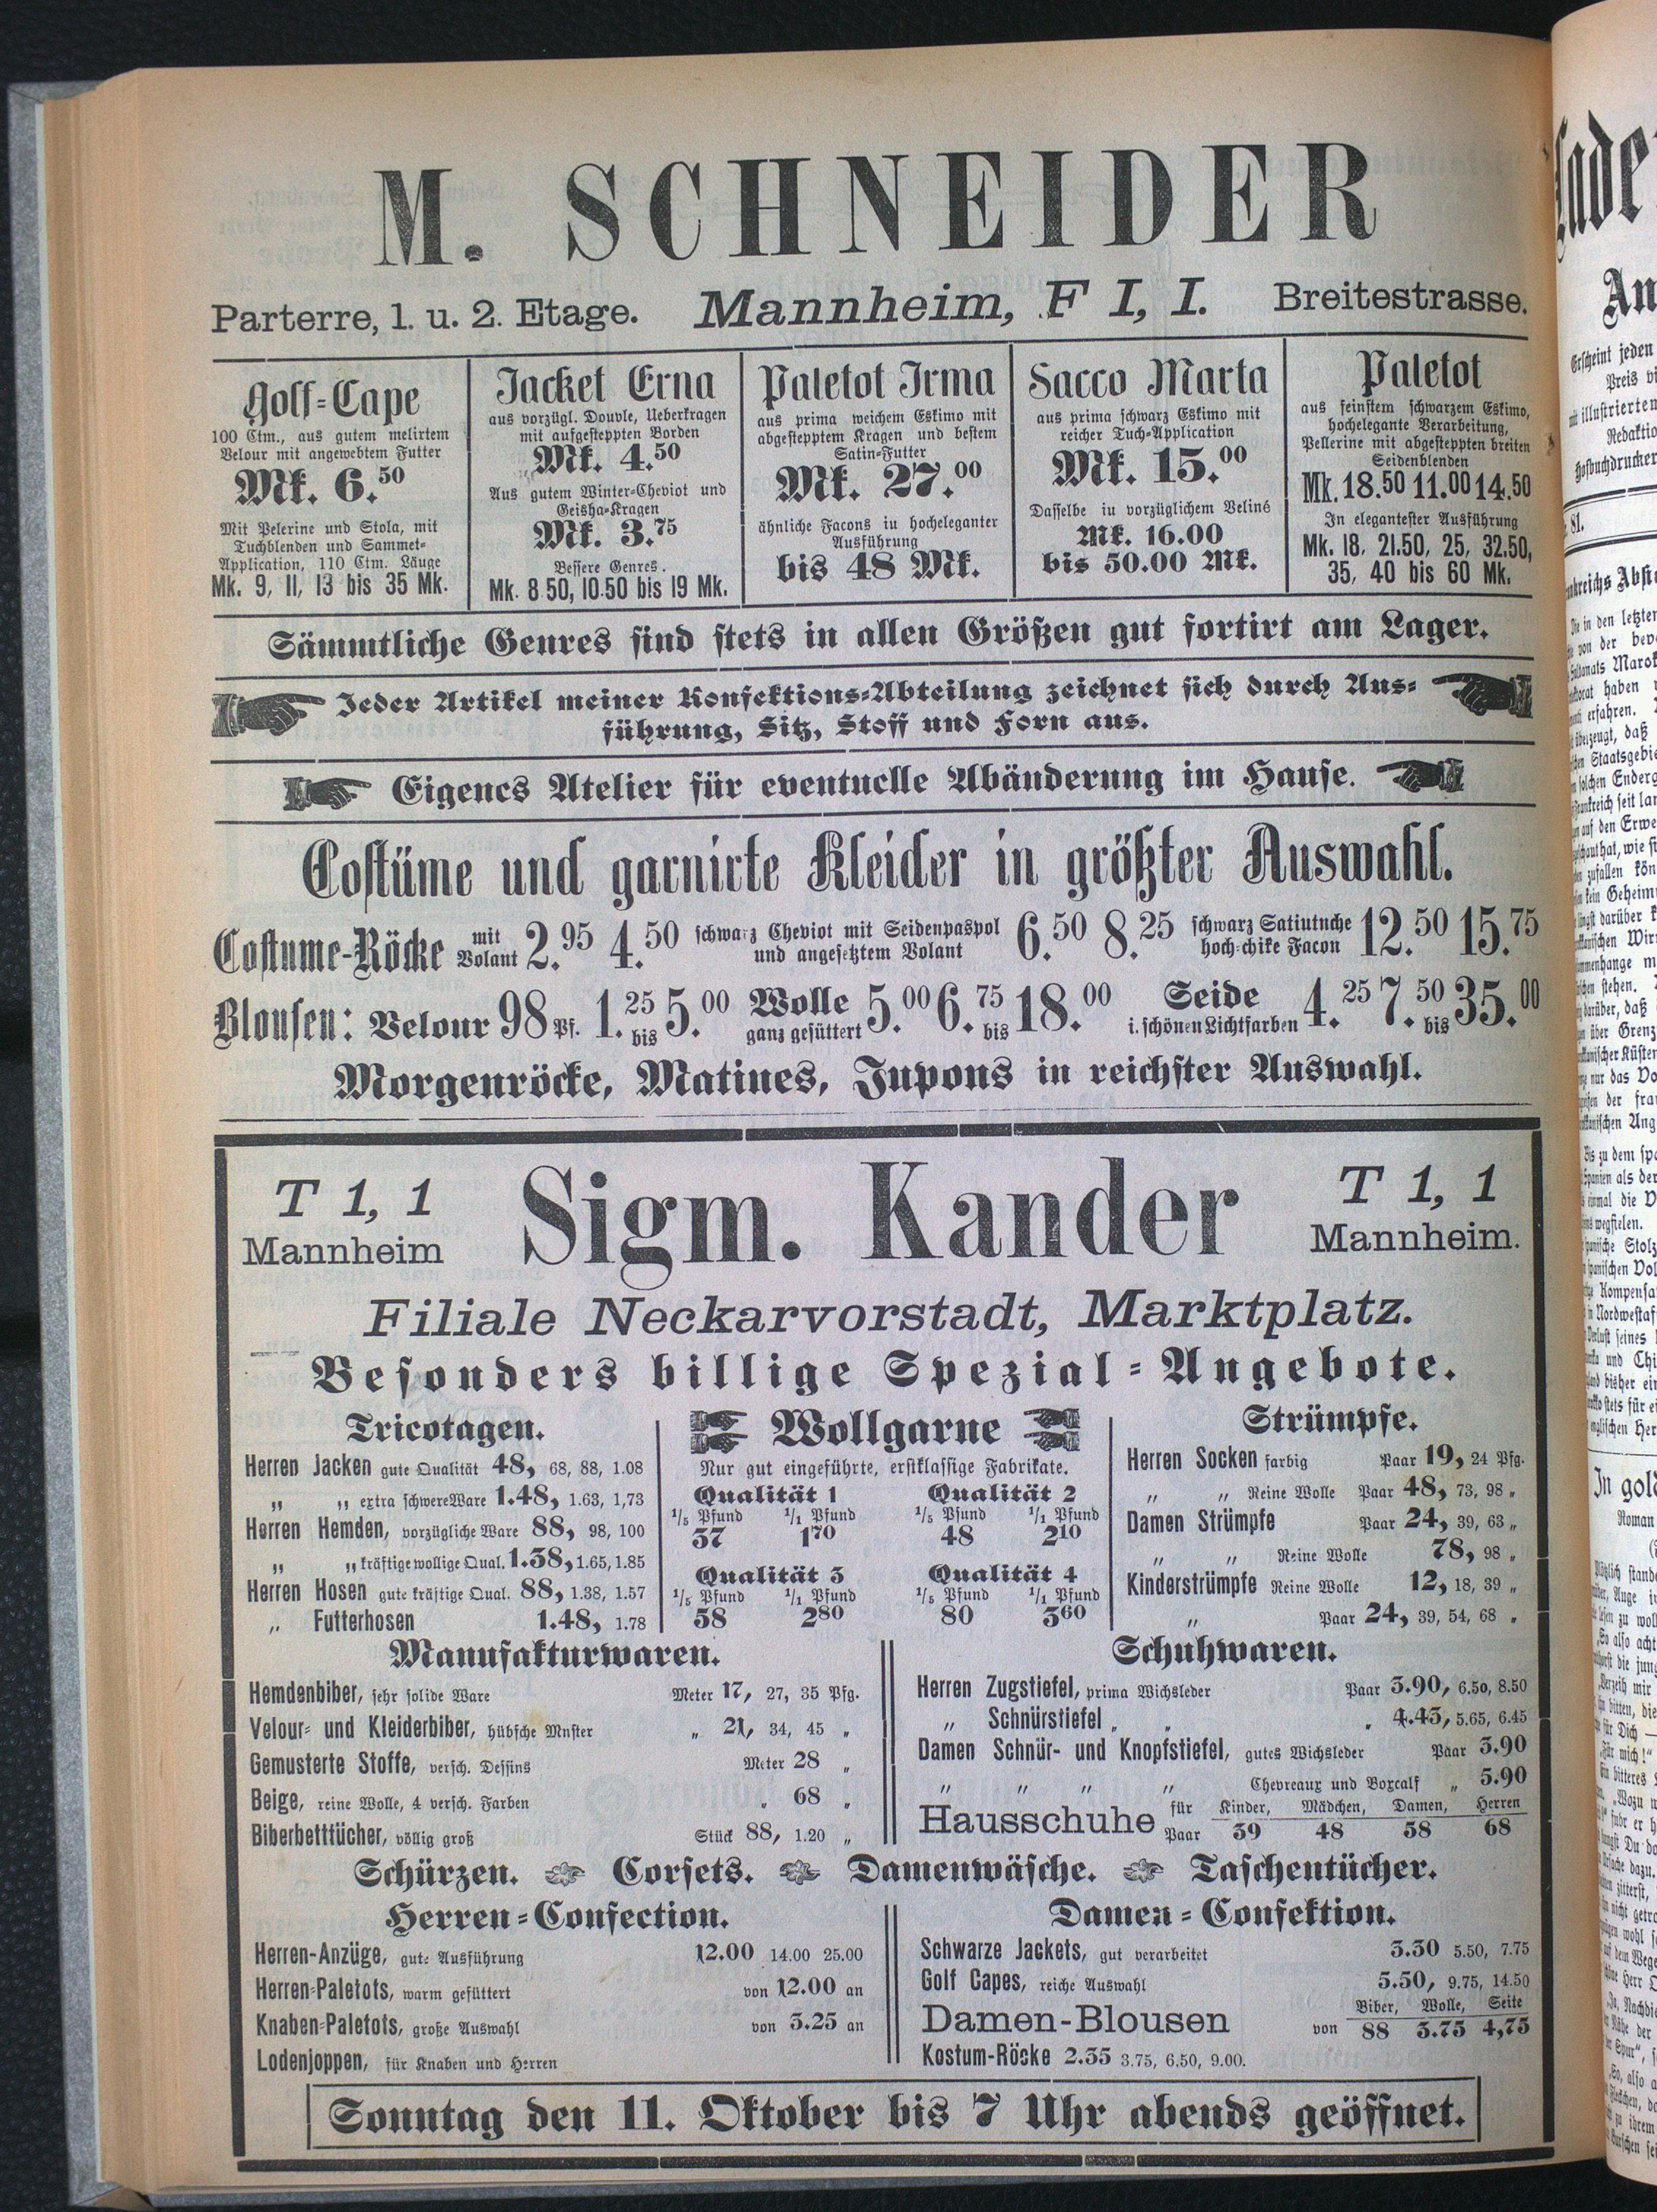 M. SCHNEIDER
Parterre, 1. u. 2. Etage. Mannheim, F I, I. Breitestrasse.
Golf-Cape
100 Ctm., aus gutem melirtem
Velour mit angewebtem Futter
Mk. 6.50
Mit Pelerine und Stola, mit
Tuchblenden und Sammet-
Application, 110 Ctm. Läuge
Mk. 9, 11, 13 bis 35 Mk.
Jacket Erna
aus vorzügl. Double, Ueberkragen
mit aufgesteppten Borden
Mk. 4.50
Aus gutem Winter-Cheviot und
Geisha-Kragen
Mk. 3.75
Bessere Genres.
Mk. 8 50, 10.50 bis 19 Mk.
Paletot Irma
aus prima weichem Eskimo mit
abgestepptem Kragen und bestem
Satin-Futter
Mk. 27.00
ähnliche Facons in hocheleganter
Ausführung
bis 48 Mk.
Sacco Marta
aus prima schwarz Eskimo mit
reicher Tuch-Application
Mk. 15.00
Dasselbe in vorzüglichem Veliné
Mk. 16.00
bis 50.00 Mk.
Paletot
aus feinstem schwarzem Eskimo,
hochelegante Verarbeitung,
Pellerine mit abgesteppten breiten
Seidenblenden
Mk. 18.50 11.00 14.50
In elegantester Ausführung
Mk. 18, 21.50, 25, 32.50,
35, 40 bis 60 Mk.
Sämmtliche Genres sind stets in allen Größen gut sortirt am Lager.
Jeder Artikel meiner Konfektions-Abteilung zeichnet sich durch Aus-
führung, Sitz, Stoff und Forn aus.
Eigenes Atelier für eventuelle Abänderung im Hause.
Costüme und garnirte Kleider in größter Auswahl.
Costume-Röcke mit Volant 2.95 4.50 schwarz Cheviot mit Seidenpaspol und angesetztem Volant 6.50 8.25 schwarz Satintuche hoch-chike Facon 12.50 15.75
Blousen: Velour 98 Pf. 1.25 bis 5.00 Wolle ganz gefüttert 5.00 6.75 bis 18.00 Seide i. schönen Lichtfarben 4.25 7.50 bis 35.00
Morgenröcke, Matines, Jupons in reichster Auswahl.
T 1, 1 Sigm. Kander T 1, 1
Mannheim Mannheim.
Filiale Neckarvorstadt, Marktplatz.
Besonders billige Spezial-Angebote.
Tricotagen.
Herren Jacken gute Qualität 48, 68, 88, 1.08
„ „ extra schwere Ware 1.48, 1.63, 1,73
Herren Hemden, vorzügliche Ware 88, 98, 100
„ „ kräftige wollige Qual. 1.38, 1.65, 1.85
Herren Hosen gute kräftige Qual. 88, 1.38, 1.57
„ Futterhosen 1.48, 1.78
Wollgarne
Nur gut eingeführte, erstklassige Fabrikate.
Qualität 1 Qualität 2
1/5 Pfund 1/1 Pfund 1/5 Pfund 1/1 Pfund
37 170 48 210
Qualität 3 Qualität 4
1/5 Pfund 1/1 Pfund 1/5 Pfund 1/1 Pfund
58 280 80 360
Strümpfe.
Herren Socken farbig Paar 19, 24 Pfg.
„ „ Reine Wolle Paar 48, 73, 98 „
Damen Strümpfe Paar 24, 39, 63 „
„ „ Reine Wolle 78, 98 „
Kinderstrümpfe Reine Wolle 12, 18, 39 „
„ Paar 24, 39, 54, 68 „
Manufakturwaren.
Hemdenbiber, sehr solide Ware Meter 17, 27, 35 Pfg.
Velour- und Kleiderbiber, hübsche Mnster „ 21, 34, 45 „
Gemusterte Stoffe, versch. Dessins Meter 28 „
Beige, reine Wolle, 4 versch. Farben „ 68 „
Biberbetttücher, völlig groß Stück 88, 1.20 „
Schuhwaren.
Herren Zugstiefel, prima Wichsleder Paar 3.90, 6.50, 8.50
„ Schnürstiefel „ „ „ 4.45, 5.65, 6.45
Damen Schnür- und Knopfstiefel, gutes Wichsleder Paar 3.90
„ „ „ „ Chevreaux und Boxcalf „ 5.90
Hausschuhe für Kinder, Mädchen, Damen, Herren
Paar 39 48 58 68
Schürzen. Corsets. Damenwäsche. Taschentücher.
Herren-Confection.
Herren-Anzüge, gute Ausführung 12.00 14.00 25.00
Herren-Paletots, warm gefüttert von 12.00 an
Knaben-Paletots, große Auswahl von 3.25 an
Lodenjoppen, für Knaben und Herren
Damen-Confektion.
Schwarze Jackets, gut verarbeitet 3.30 5.50, 7.75
Golf Capes, reiche Auswahl 5.50, 9.75, 14.50
Damen-Blousen Biber, Wolle, Seite
von 88 3.75 4,75
Kostum-Röcke 2.35 3.75, 6.50, 9.00.
Sonntag den 11. Oktober bis 7 Uhr abends geöffnet.